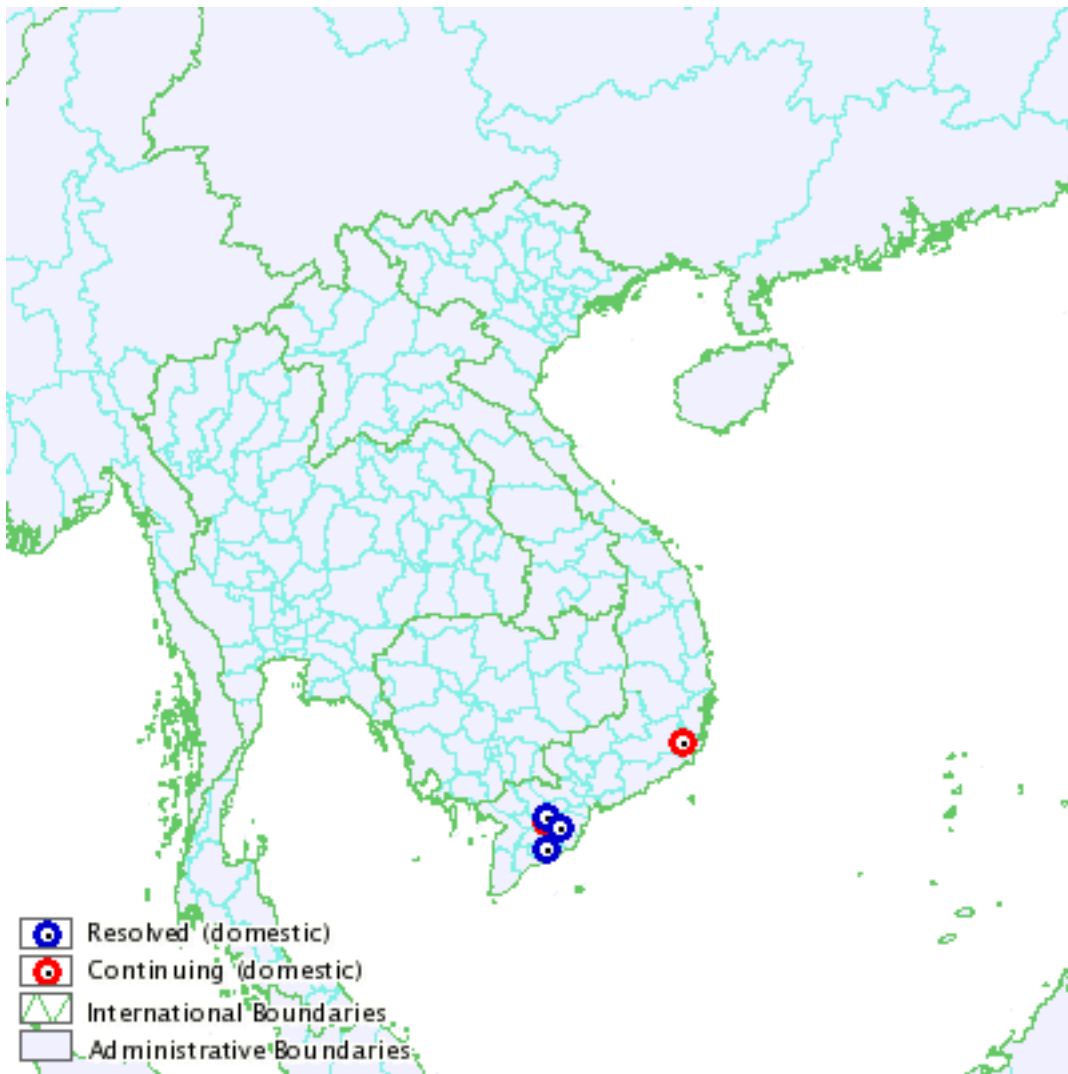 Resolved (domestic)
Continuing (domestic)
International Boundaries
Administrative Boundaries